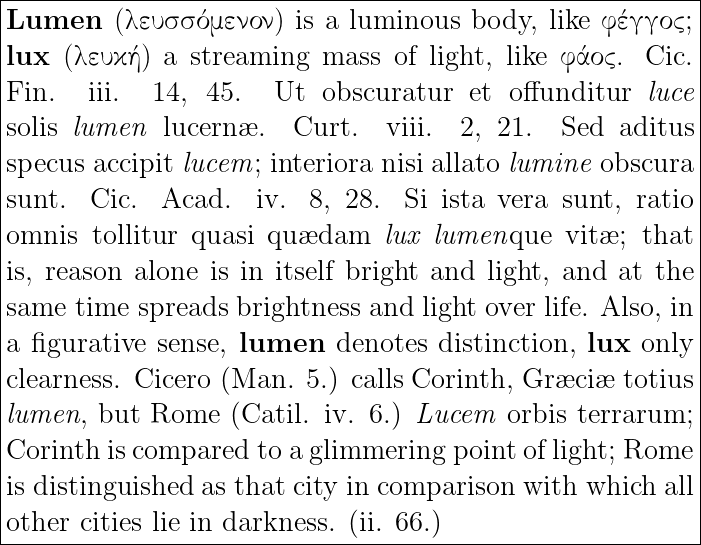 Lumen (λευσσόμενον) is a luminous body, like φέγγος;
lux (λευκή) a streaming mass of light, like φάος. Cic.
Fin. iii. 14, 45. Ut obscuratur et offunditur luce
solis lumen lucernæ. Curt. viii. 2, 21. Sed aditus
specus accipit lucem; interiora nisi allato lumine obscura
sunt. Cic. Acad. iv. 8, 28. Si ista vera sunt, ratio
omnis tollitur quasi quædam lux lumenque vitæ; that
is, reason alone is in itself bright and light, and at the
same time spreads brightness and light over life. Also, in
a figurative sense, lumen denotes distinction, lux only
clearness. Cicero (Man. 5.) calls Corinth, Græciæ totius
lumen, but Rome (Catil. iv. 6.) Lucem orbis terrarum;
Corinth is compared to a glimmering point of light; Rome
is distinguished as that city in comparison with which all
other cities lie in darkness. (ii. 66.)